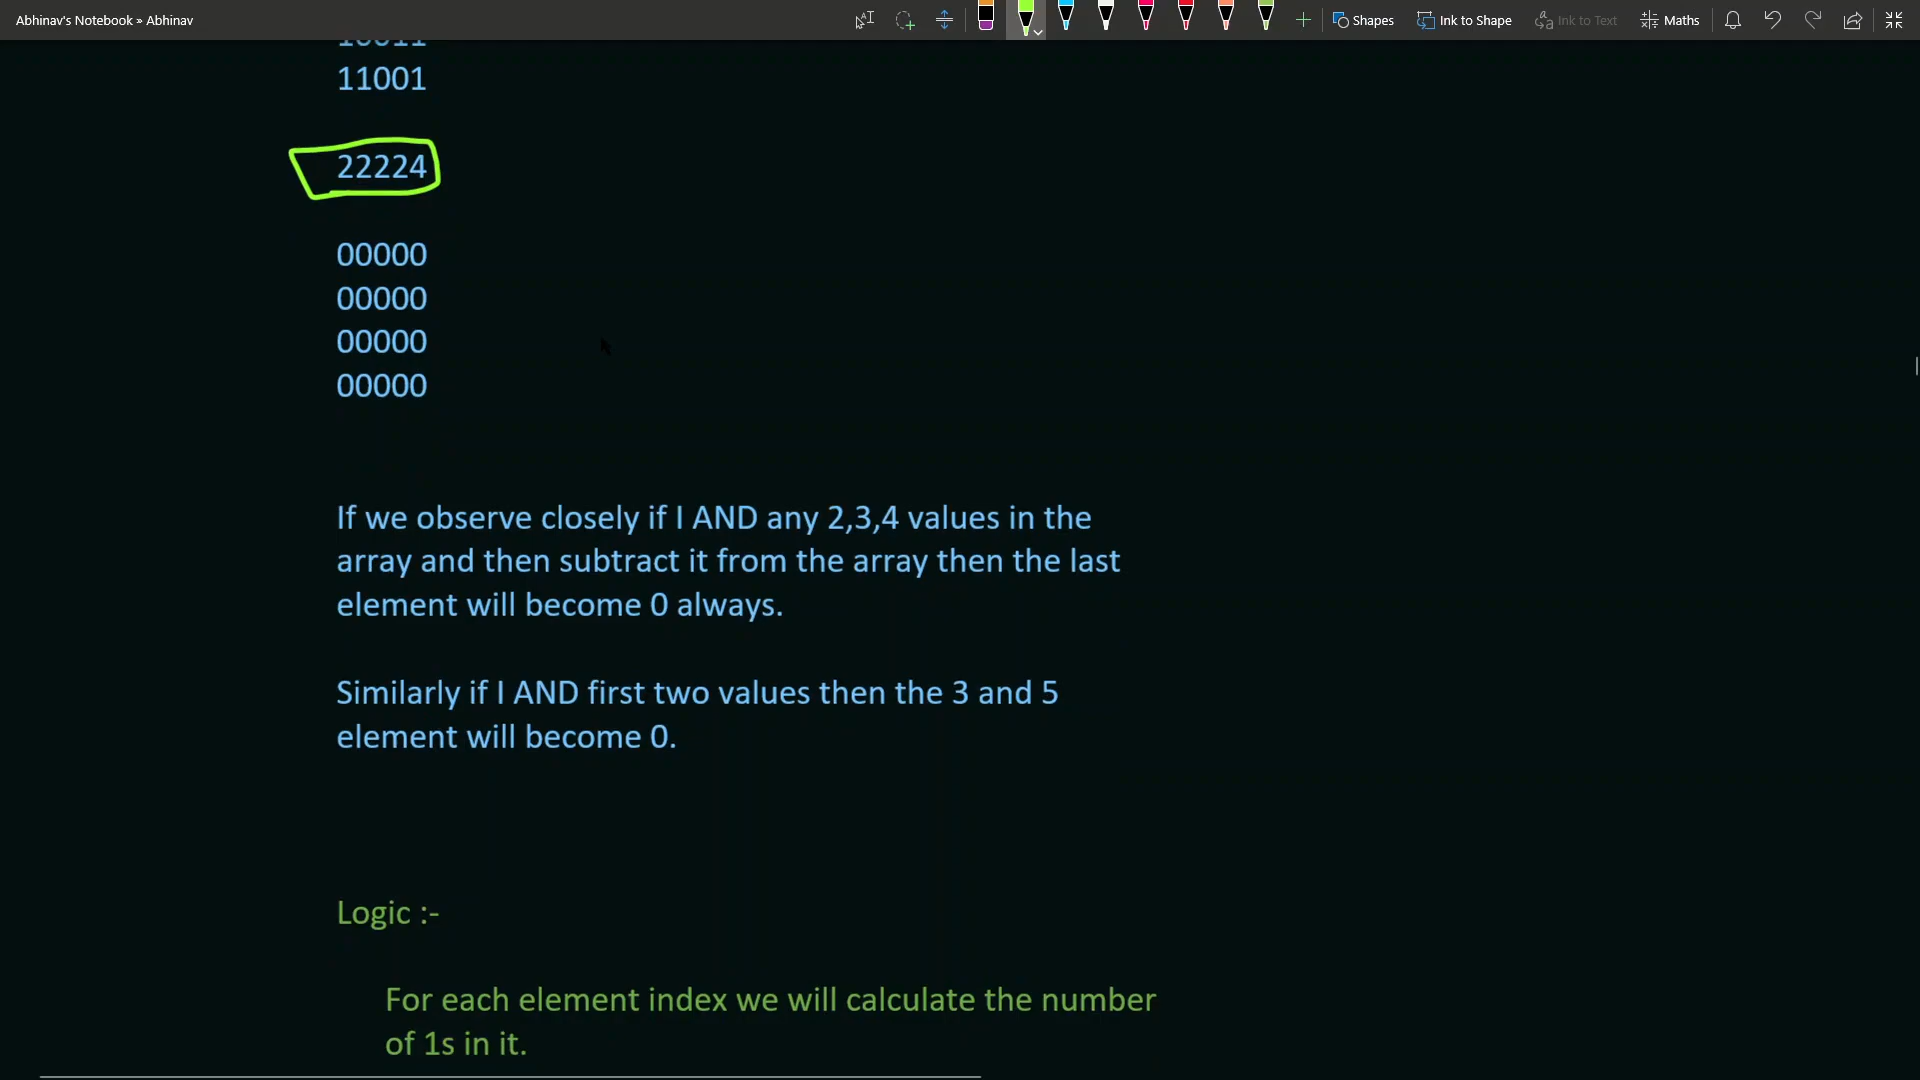 Abhinav's Notebook » Abhinav
Shapes
Ink to Shape
Ink to Text
Maths
10011
11001
22224
00000
00000
00000
00000
If we observe closely if I AND any 2,3,4 values in the
array and then subtract it from the array then the last
element will become 0 always.
Similarly if I AND first two values then the 3 and 5
element will become 0.
Logic :-
For each element index we will calculate the number
of 1s in it.